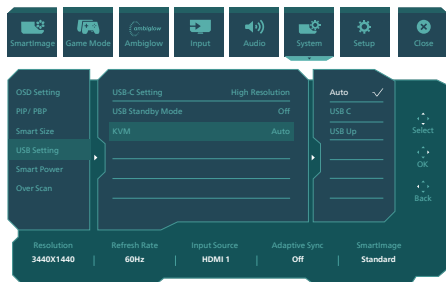 SmartImage Game Mode Ambiglow Input Audio System Setup Close
ambiglow
OSD Setting
PIP/ PBP
Smart Size
USB Setting
Smart Power
Over Scan
USB-C Setting High Resolution
USB Standby Mode Off
KVM Auto
Auto
USB C
USB Up
Select
OK
Back
Resolution Refresh Rate Input Source Adaptive Sync SmartImage
3440X1440 60Hz HDMI 1 Off Standard